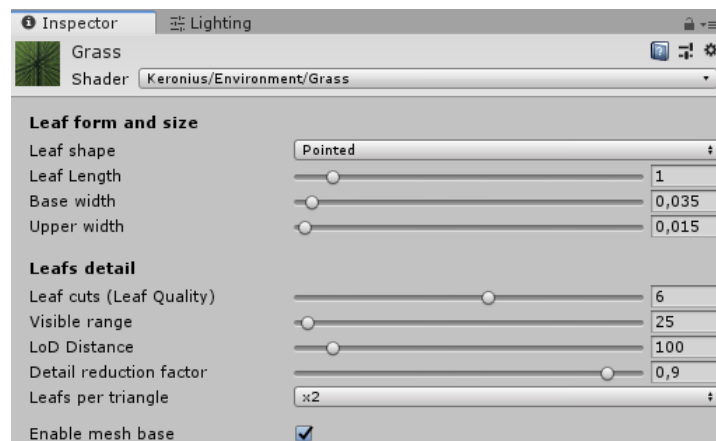 Inspector Lighting
Grass
Shader Keronius/Environment/Grass
Leaf form and size
Leaf shape Pointed
Leaf Length 1
Base width 0,035
Upper width 0,015
Leafs detail
Leaf cuts (Leaf Quality) 6
Visible range 25
LoD Distance 100
Detail reduction factor 0,9
Leafs per triangle x2
Enable mesh base